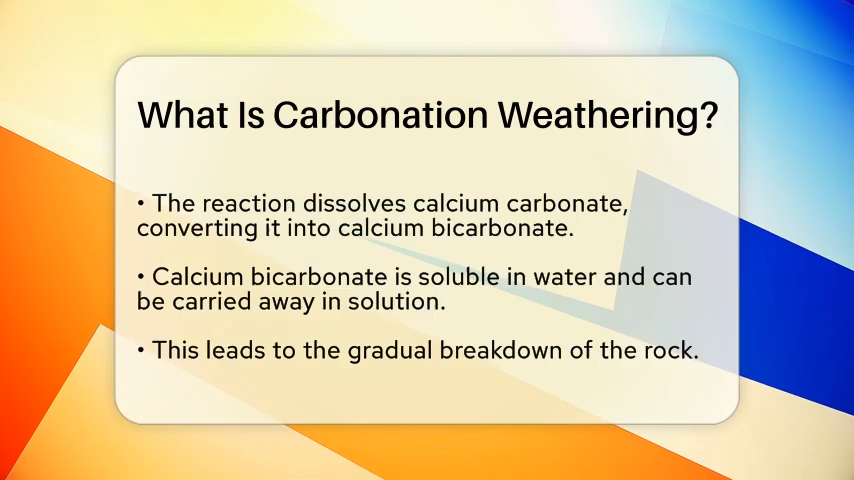 What Is Carbonation Weathering?
• The reaction dissolves calcium carbonate,
converting it into calcium bicarbonate.
• Calcium bicarbonate is soluble in water and can
be carried away in solution.
• This leads to the gradual breakdown of the rock.